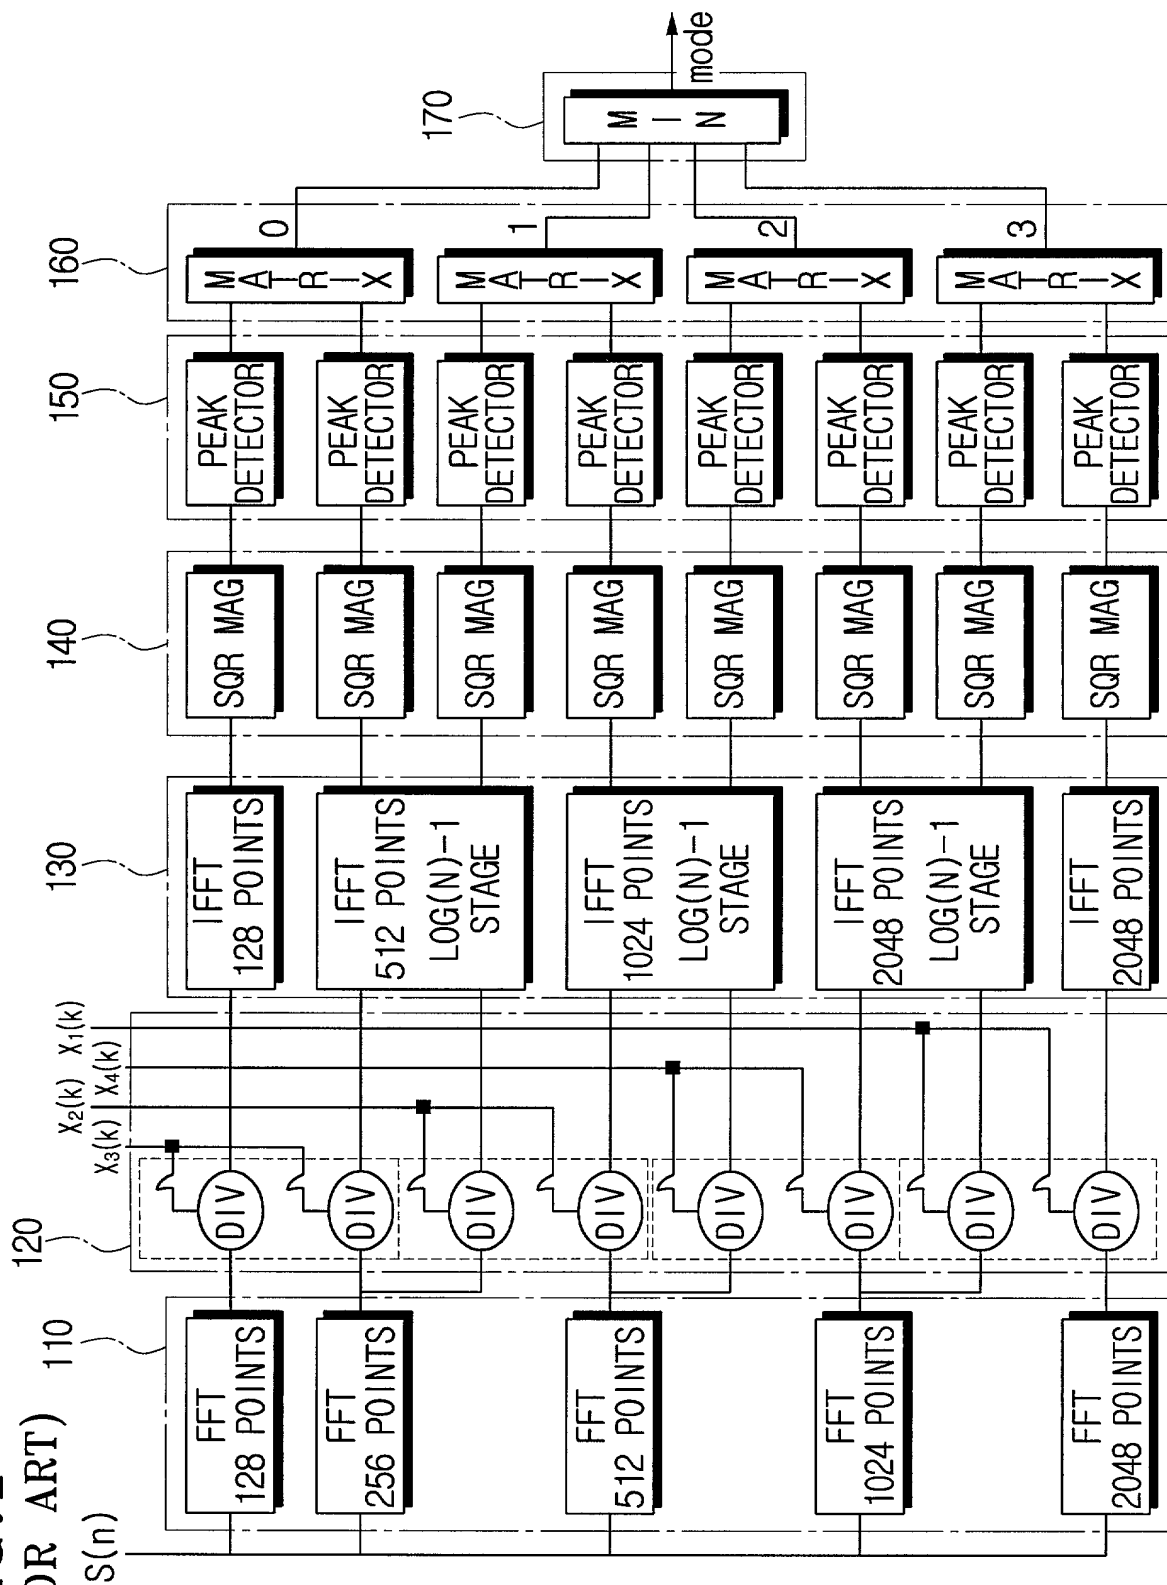 (PRIOR ART)
S(n)
110
FFT
128 POINTS
FFT
256 POINTS
FFT
512 POINTS
FFT
1024 POINTS
FFT
2048 POINTS
120
X3(k)
X2(k)
X4(k)
X1(k)
DIV
DIV
DIV
DIV
DIV
DIV
DIV
DIV
130
IFFT
128 POINTS
IFFT
512 POINTS
LOG(N)-1
STAGE
IFFT
1024 POINTS
LOG(N)-1
STAGE
IFFT
2048 POINTS
LOG(N)-1
STAGE
IFFT
2048 POINTS
140
SQR MAG
SQR MAG
SQR MAG
SQR MAG
SQR MAG
SQR MAG
SQR MAG
SQR MAG
150
PEAK
DETECTOR
PEAK
DETECTOR
PEAK
DETECTOR
PEAK
DETECTOR
PEAK
DETECTOR
PEAK
DETECTOR
PEAK
DETECTOR
PEAK
DETECTOR
160
MATRIX
0
MATRIX
1
MATRIX
2
MATRIX
3
170
MIN
mode